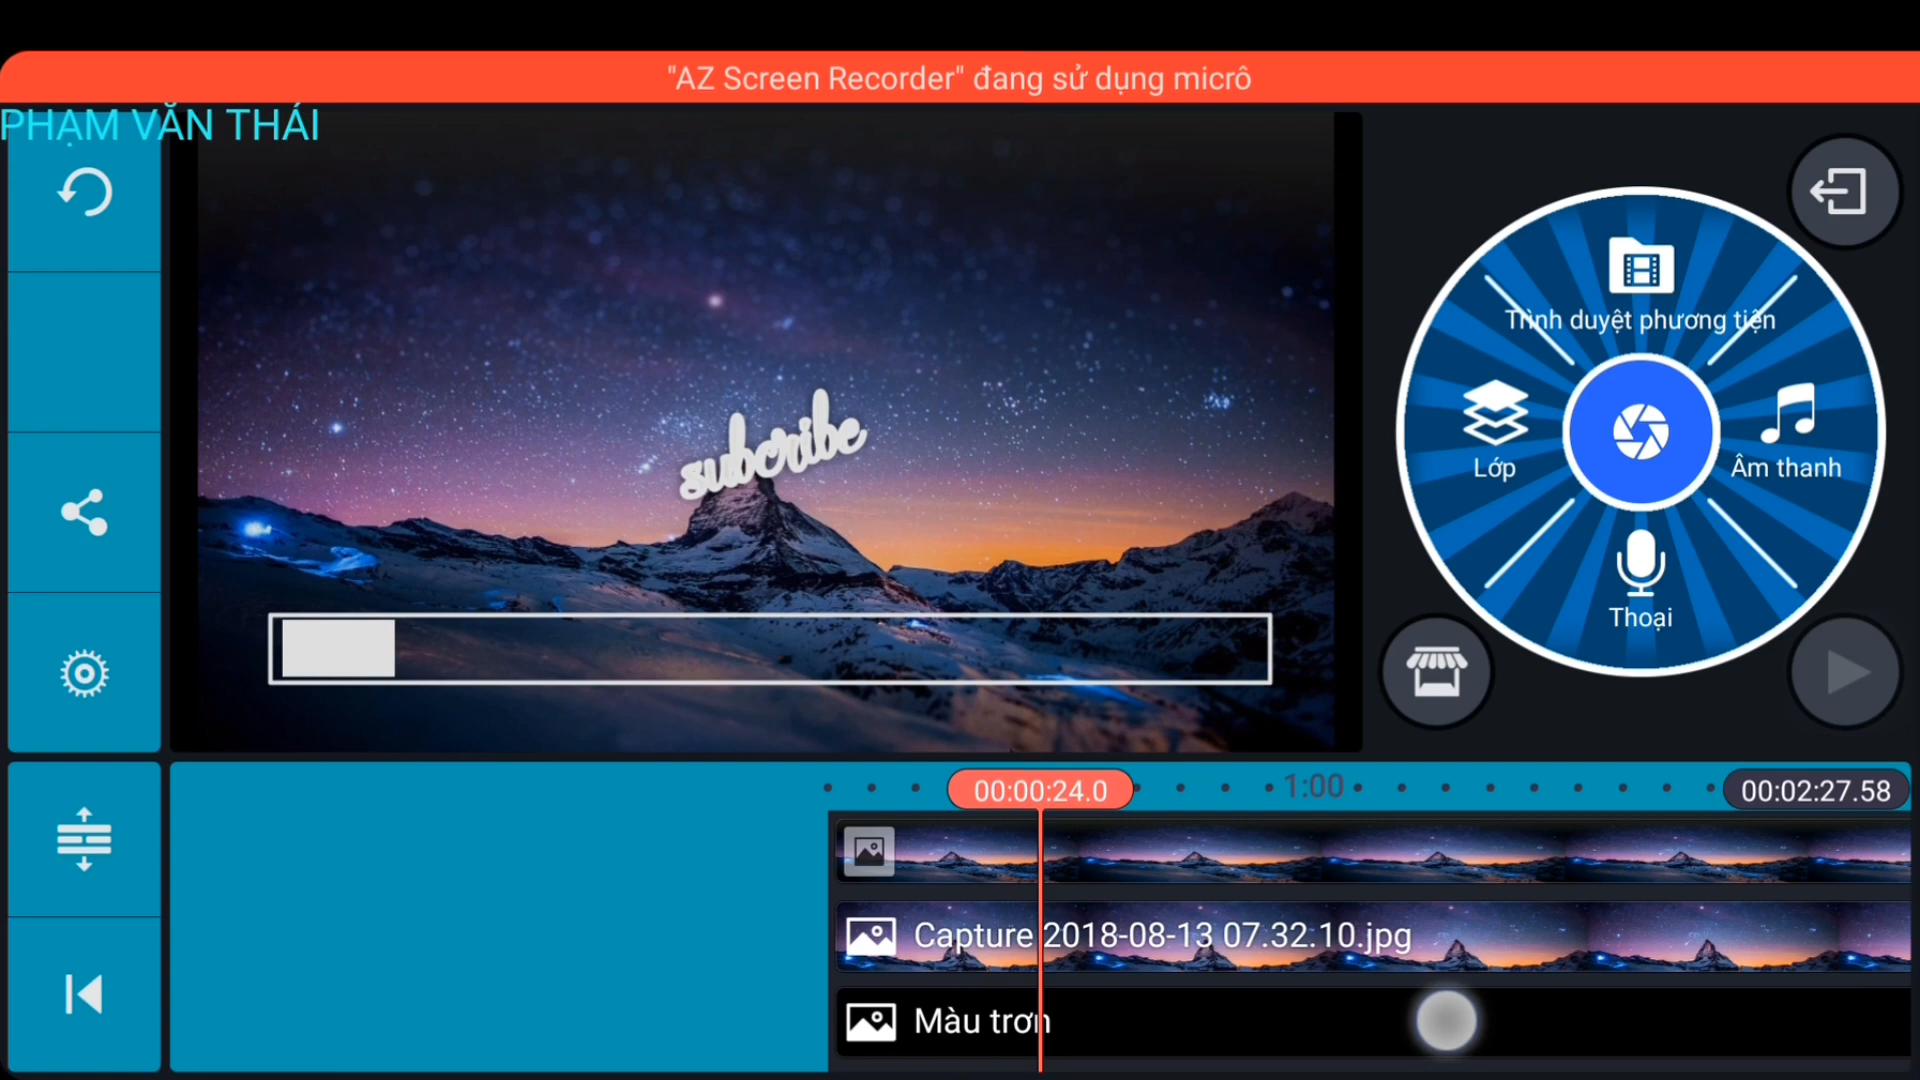 "AZ Screen Recorder" đang sử dụng micrô
PHẠM VĂN THÁI
Trình duyệt phương tiện
subcribe
Lớp
Âm thanh
Thoại
00:00:24.0
1:00
00:02:27.58
Capture 2018-08-13 07.32.10.jpg
Màu trơn